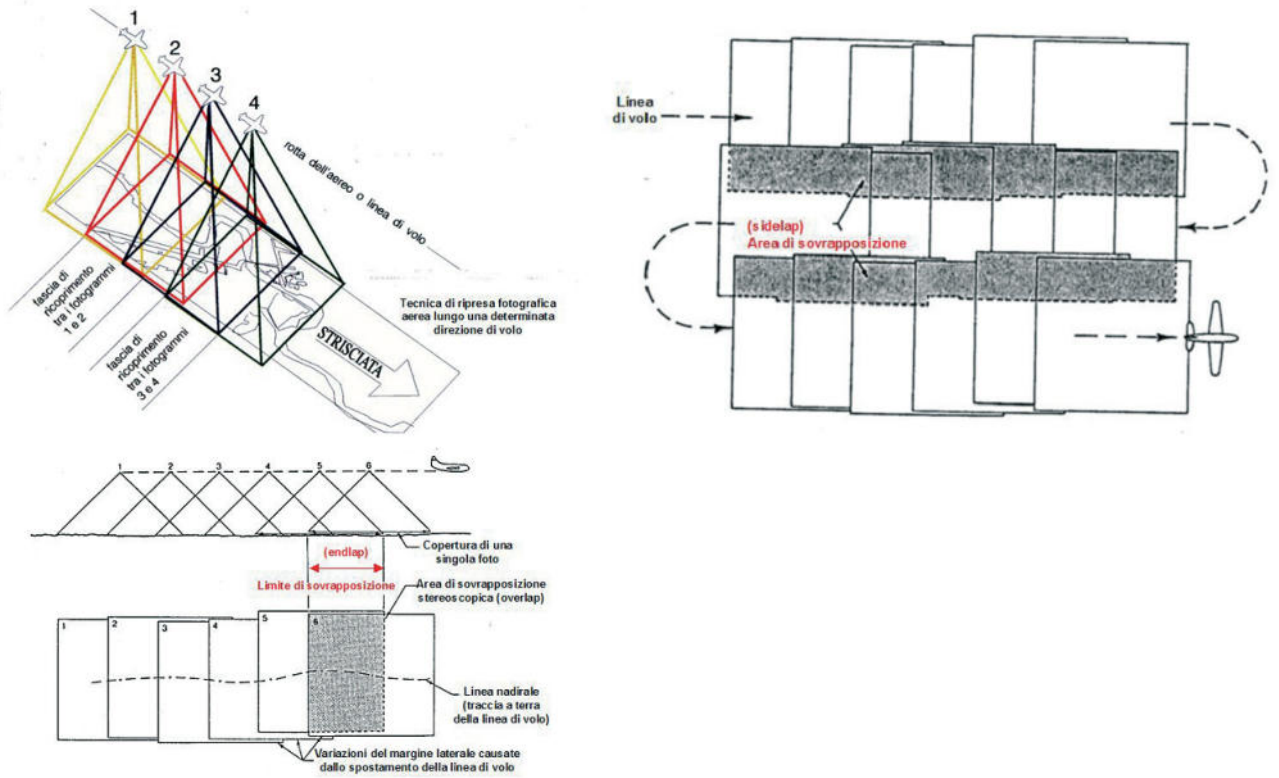 1
2
3
4
rotta dell'aereo o linea di volo
fascia di
ricoprimento
tra i fotogrammi
1 e 2
fascia di
ricoprimento
tra i fotogrammi
3 e 4
Tecnica di ripresa fotografica
aerea lungo una determinata
direzione di volo
STRISCIATA
Linea
di volo
(sidelap)
Area di sovrapposizione
1 2 3 4 5 6
Copertura di una
singola foto
(endlap)
Limite di sovrapposizione
Area di sovrapposizione
stereoscopica (overlap)
1
2
3
4
5
6
Linea nadirale
(traccia a terra
della linea di volo)
Variazioni del margine laterale causate
dallo spostamento della linea di volo